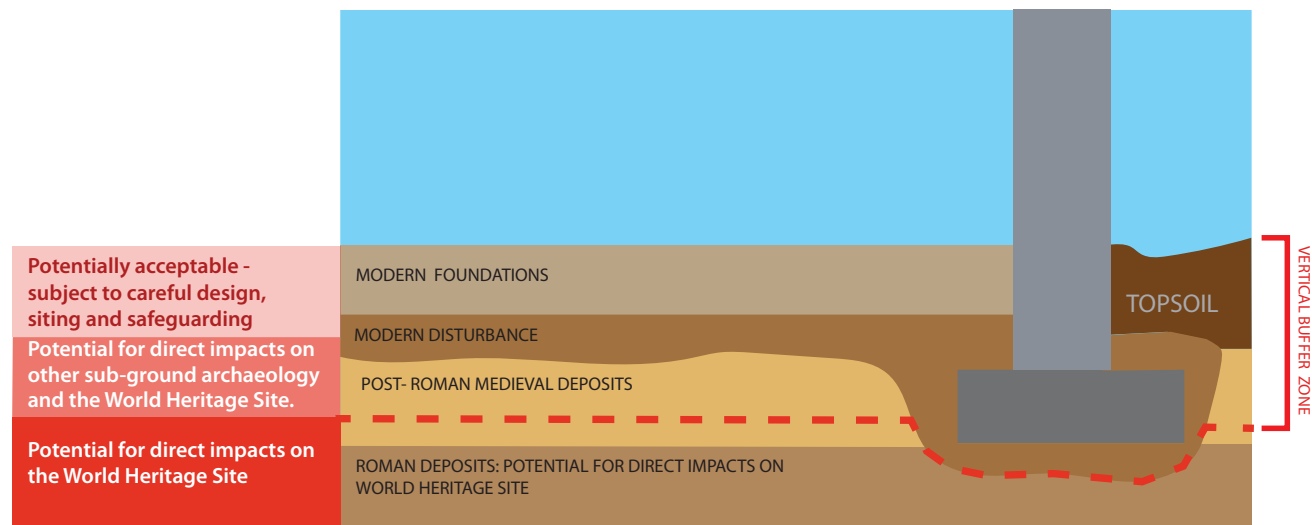 Potentially acceptable -
subject to careful design,
siting and safeguarding
Potential for direct impacts on
other sub-ground archaeology
and the World Heritage Site.
Potential for direct impacts on
the World Heritage Site
MODERN FOUNDATIONS
MODERN DISTURBANCE
POST- ROMAN MEDIEVAL DEPOSITS
ROMAN DEPOSITS: POTENTIAL FOR DIRECT IMPACTS ON
WORLD HERITAGE SITE
TOPSOIL
VERTICAL BUFFER ZONE